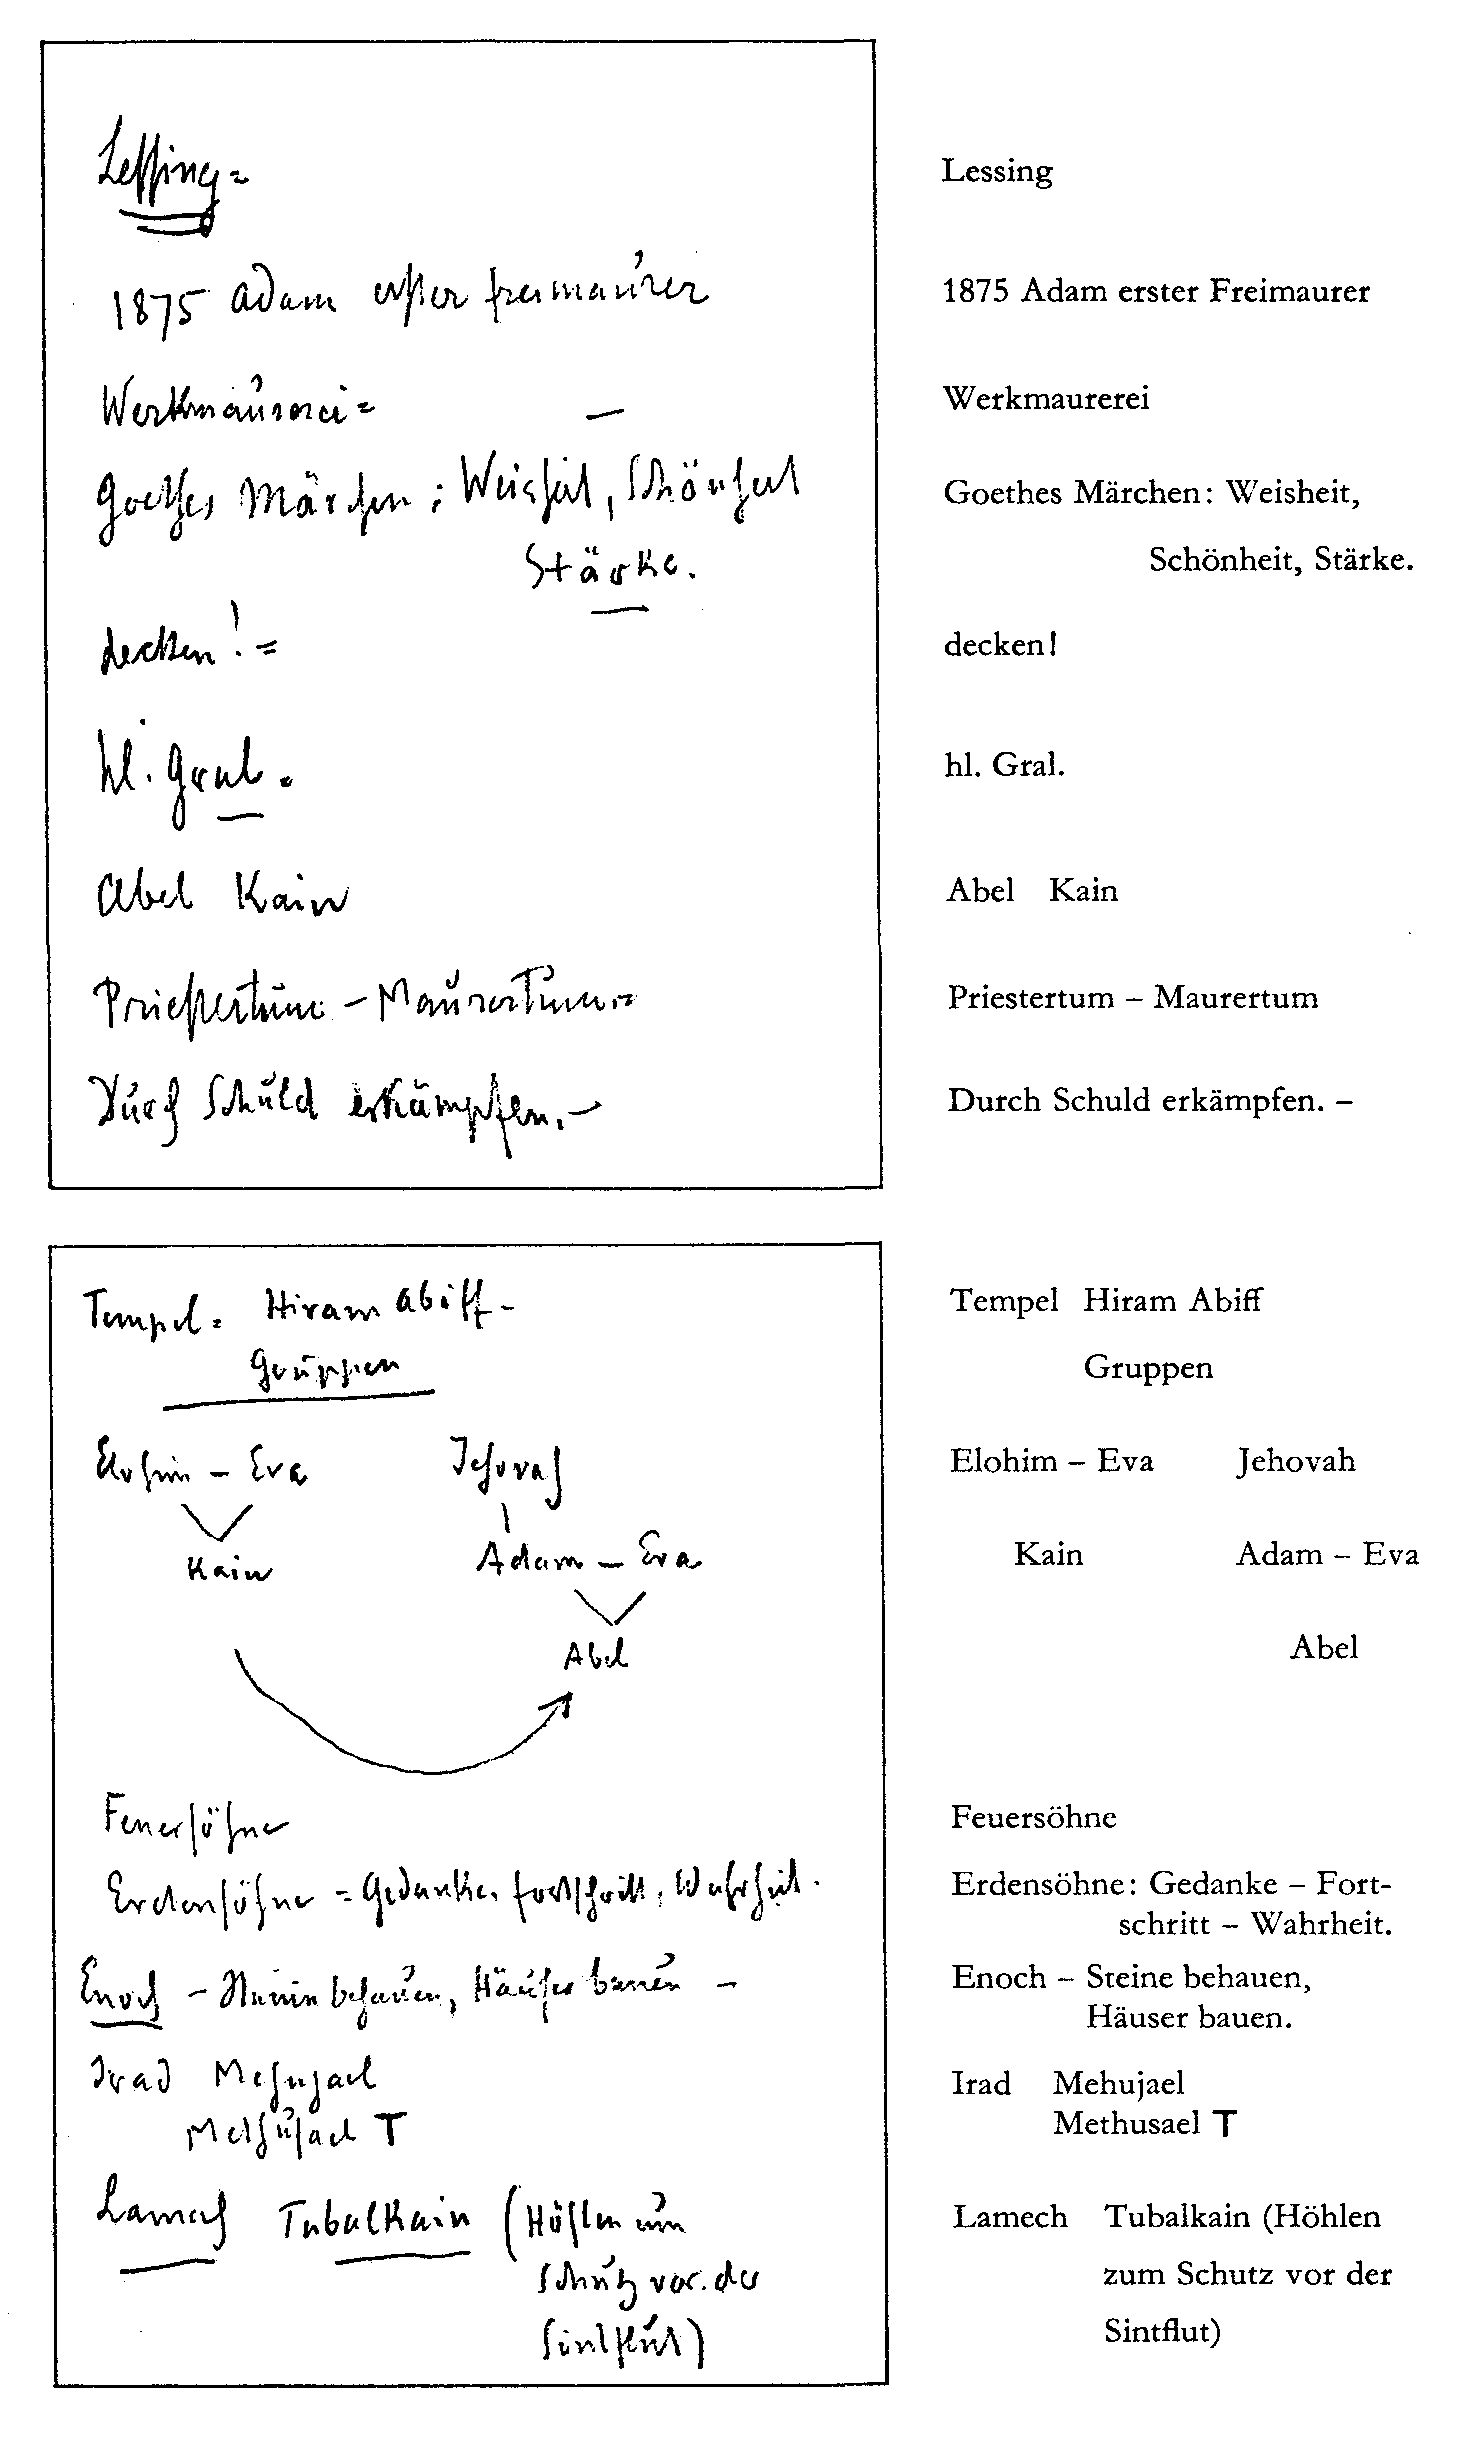 Lessing =
1875 Adam erster Freimaurer
Werkmaurerei = –
Goethes Märchen: Weisheit, Schönheit
Stärke.
decken! =
hl. Gral.
Abel Kain
Priestertum – Maurertum =
Durch Schuld erkämpfen. –
Lessing
1875 Adam erster Freimaurer
Werkmaurerei
Goethes Märchen: Weisheit,
Schönheit, Stärke.
decken!
hl. Gral.
Abel Kain
Priestertum – Maurertum
Durch Schuld erkämpfen. –
Tempel = Hiram Abiff –
Gruppen
Elohim – Eva Jehovah
Kain Adam – Eva
Abel
Feuersöhne
Erdensöhne = Gedanke, Fortschritt, Wahrheit.
Enoch – Steine behauen, Häuser bauen –
Irad Mehujael
Methusael T
Lamech Tubalkain (Höhlen zum
Schutz vor der
Sintflut)
Tempel Hiram Abiff
Gruppen
Elohim – Eva Jehovah
Kain Adam – Eva
Abel
Feuersöhne
Erdensöhne: Gedanke – Fort-
schritt – Wahrheit.
Enoch – Steine behauen,
Häuser bauen.
Irad Mehujael
Methusael T
Lamech Tubalkain (Höhlen
zum Schutz vor der
Sintflut)